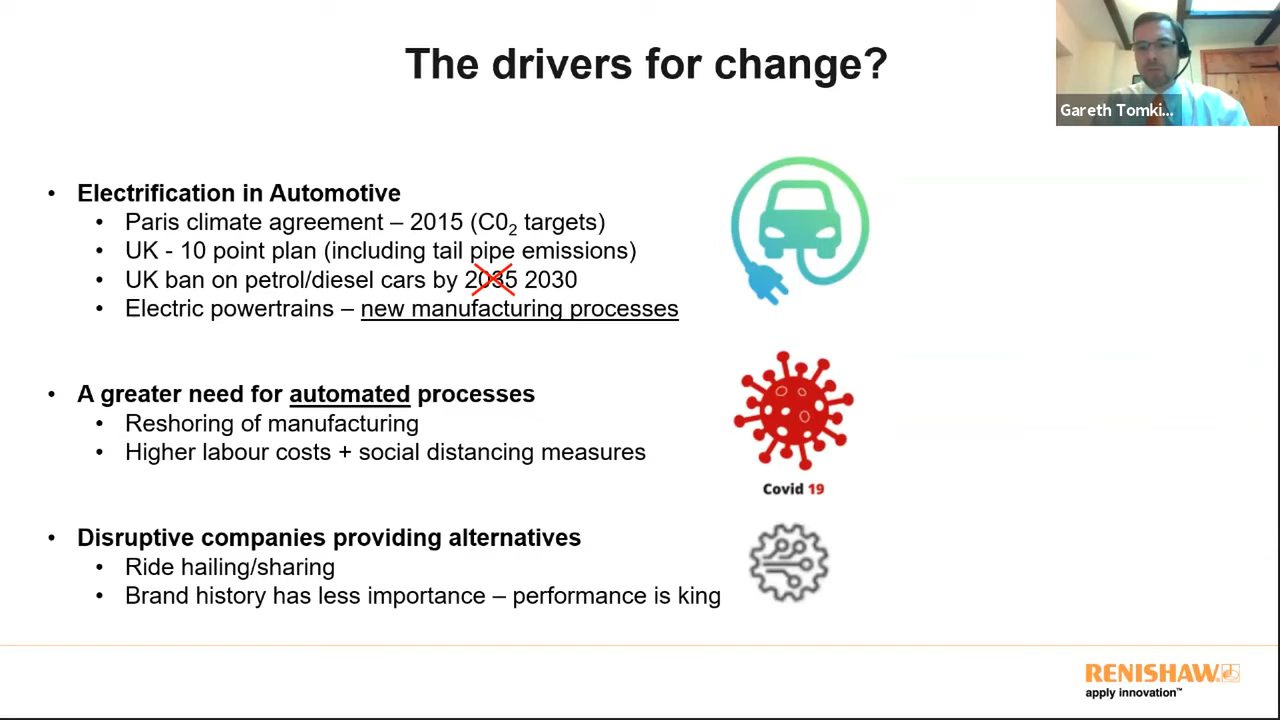 The drivers for change?
Gareth Tomki...
• Electrification in Automotive
• Paris climate agreement – 2015 (C0₂ targets)
• UK - 10 point plan (including tail pipe emissions)
• UK ban on petrol/diesel cars by 2035 2030
• Electric powertrains – new manufacturing processes
• A greater need for automated processes
• Reshoring of manufacturing
• Higher labour costs + social distancing measures
Covid 19
• Disruptive companies providing alternatives
• Ride hailing/sharing
• Brand history has less importance – performance is king
RENISHAW
apply innovation™